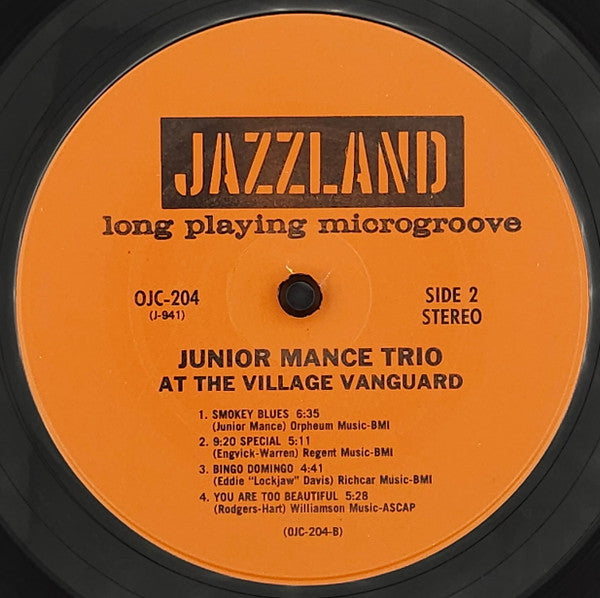 JAZZLAND
long playing microgroove
OJC-204
(J-941)
SIDE 2
STEREO
JUNIOR MANCE TRIO
AT THE VILLAGE VANGUARD
1. SMOKEY BLUES 6:35
(Junior Mance) Orpheum Music-BMI
2. 9:20 SPECIAL 5:11
(Engvick-Warren) Regent Music-BMI
3. BINGO DOMINGO 4:41
(Eddie "Lockjaw" Davis) Richcar Music-BMI
4. YOU ARE TOO BEAUTIFUL 5:28
(Rodgers-Hart) Williamson Music-ASCAP
(OJC-204-B)